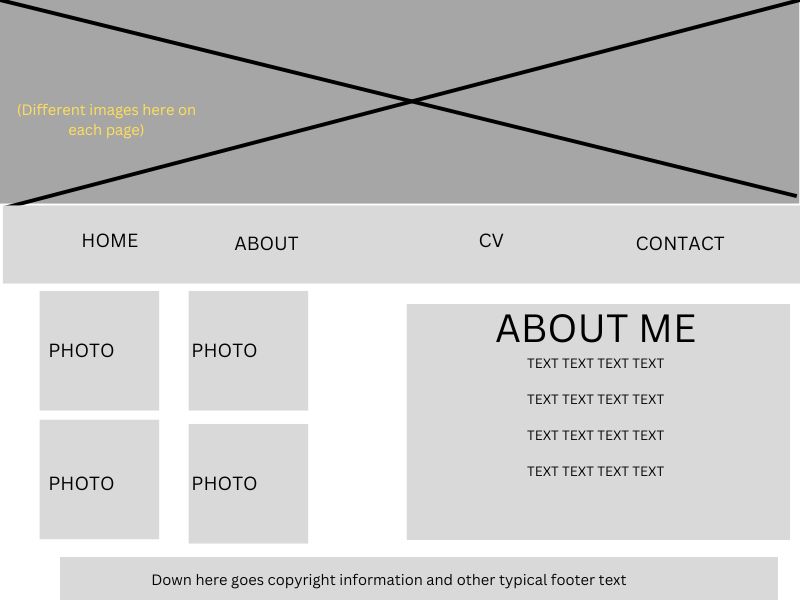 (Different images here on
each page)
HOME
ABOUT
CV
CONTACT
PHOTO
PHOTO
PHOTO
PHOTO
ABOUT ME
TEXT TEXT TEXT TEXT
TEXT TEXT TEXT TEXT
TEXT TEXT TEXT TEXT
TEXT TEXT TEXT TEXT
Down here goes copyright information and other typical footer text